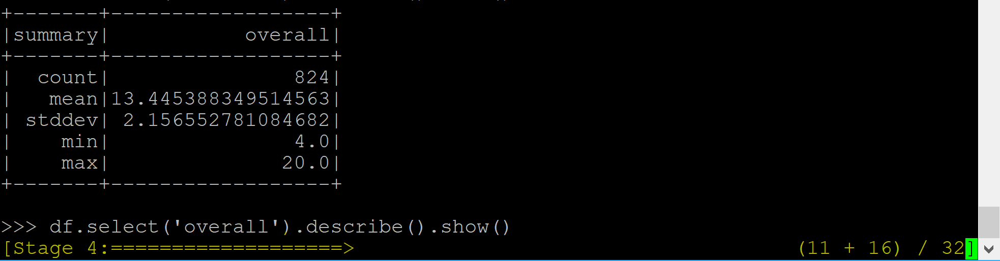 +-------+------------------+
|summary|           overall|
+-------+------------------+
|  count|               824|
|   mean|13.445388349514563|
| stddev| 2.156552781084682|
|    min|               4.0|
|    max|              20.0|
+-------+------------------+
>>> df.select('overall').describe().show()
[Stage 4:===================>                                    (11 + 16) / 32]